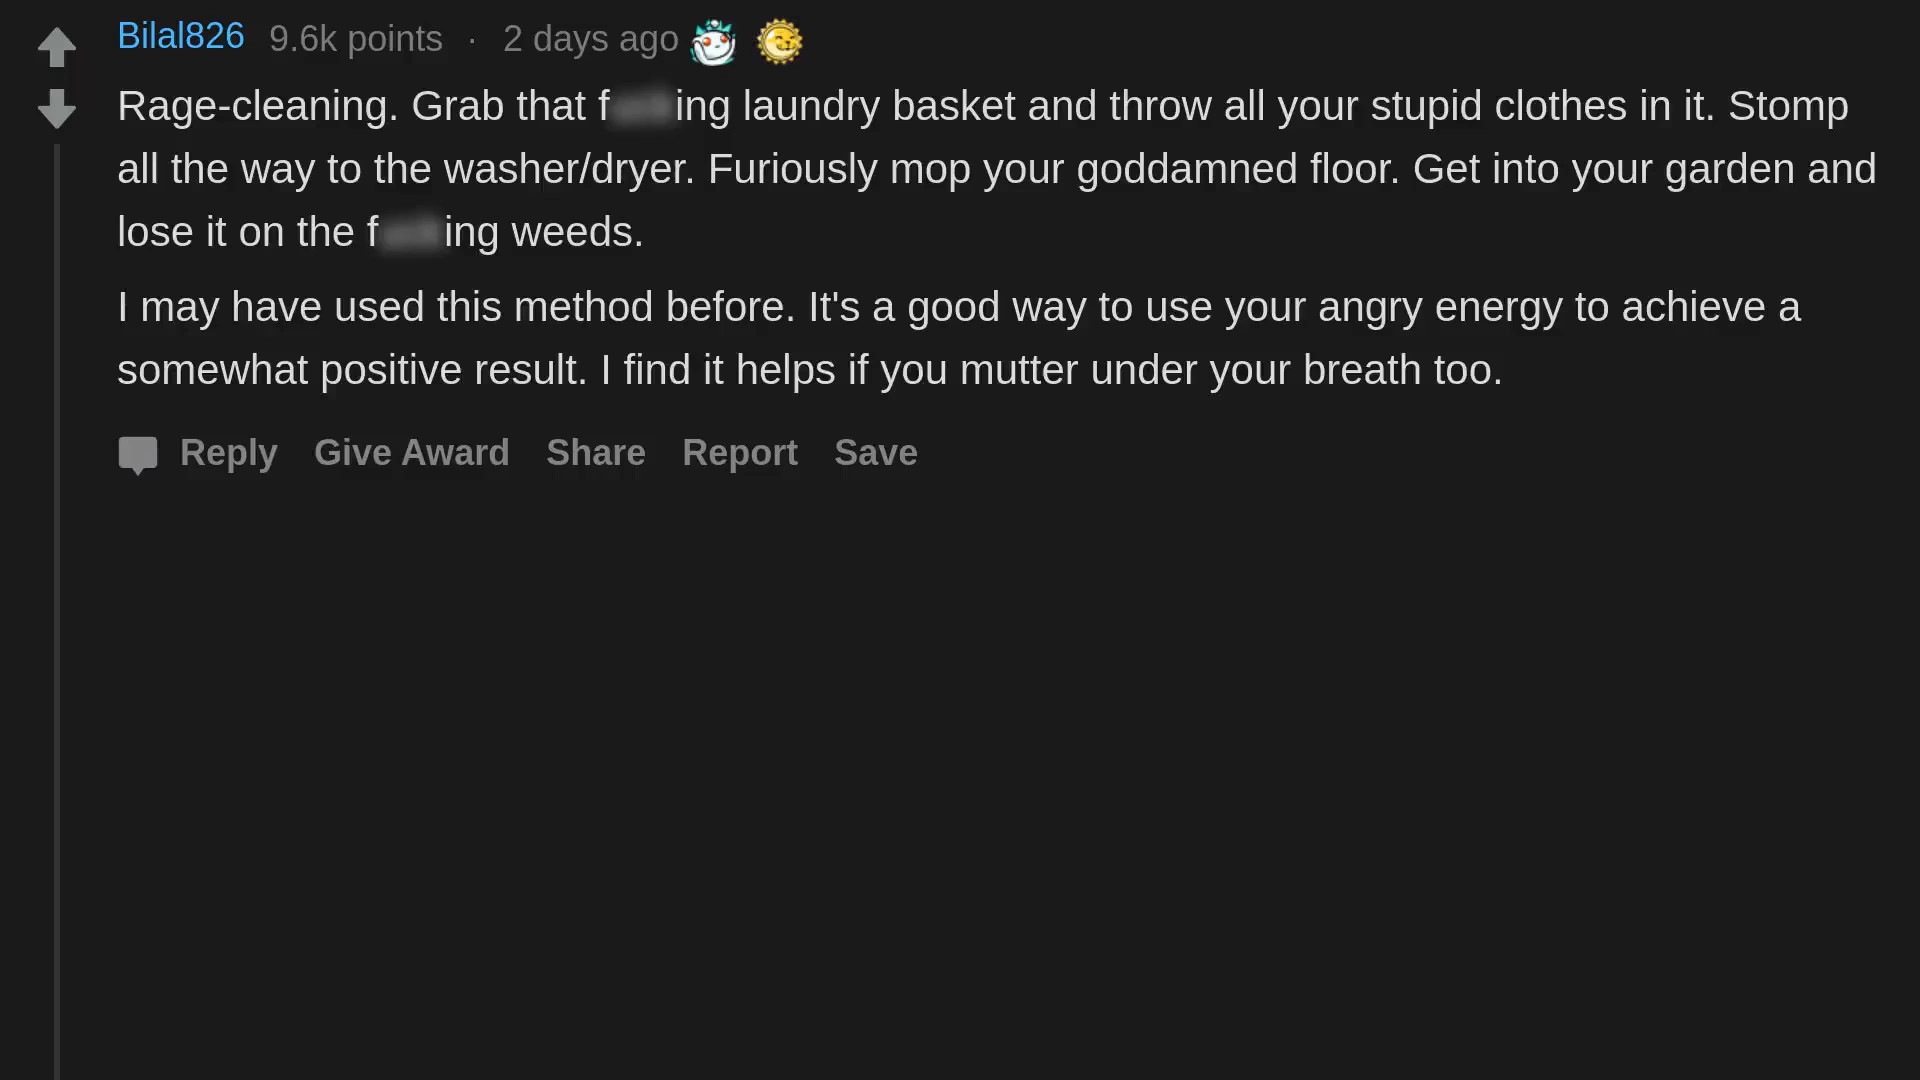 Bilal826 9.6k points · 2 days ago
Rage-cleaning. Grab that f ing laundry basket and throw all your stupid clothes in it. Stomp
all the way to the washer/dryer. Furiously mop your goddamned floor. Get into your garden and
lose it on the f ing weeds.
I may have used this method before. It's a good way to use your angry energy to achieve a
somewhat positive result. I find it helps if you mutter under your breath too.
Reply Give Award Share Report Save